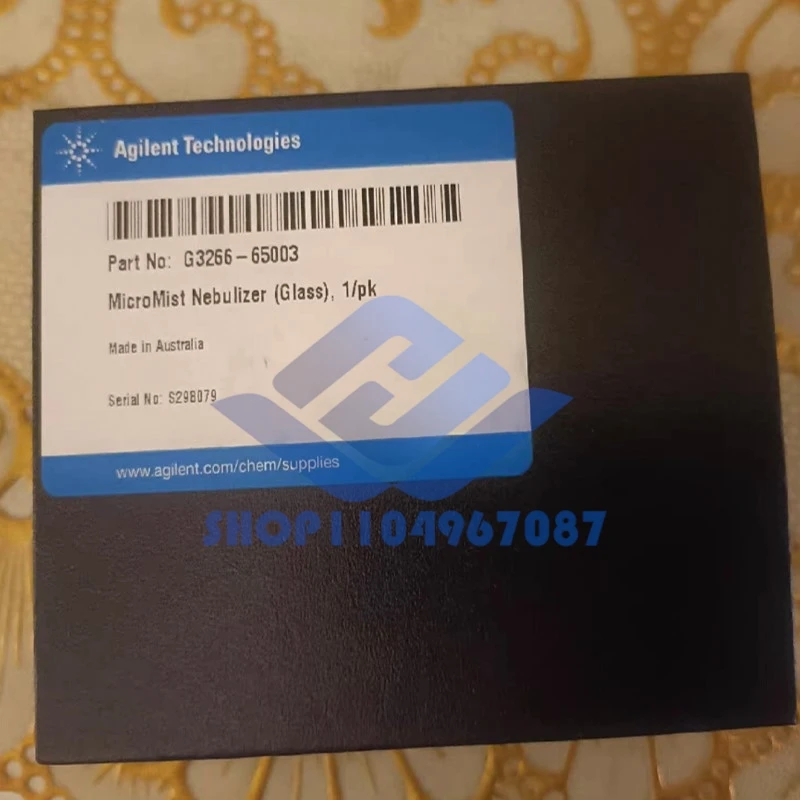 Agilent Technologies
Part No: G3266-65003
MicroMist Nebulizer (Glass), 1/pk
Made in Australia
Serial No: S298079
www.agilent.com/chem/supplies
SHOP1104967087